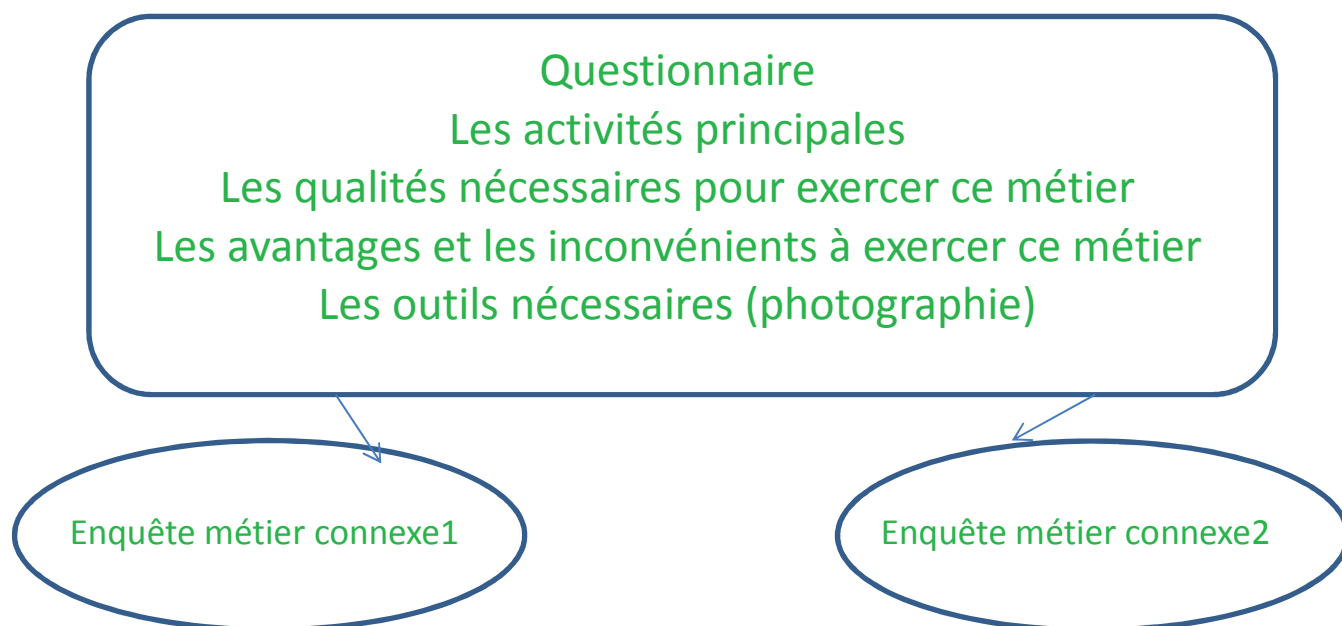 Questionnaire
Les activités principales
Les qualités nécessaires pour exercer ce métier
Les avantages et les inconvénients à exercer ce métier
Les outils nécessaires (photographie)
Enquête métier connexe1
Enquête métier connexe2